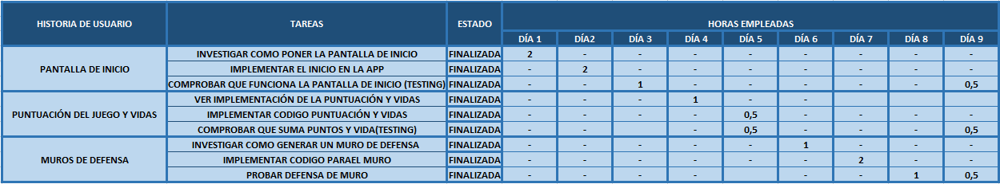 HISTORIA DE USUARIO TAREAS ESTADO HORAS EMPLEADAS
DÍA 1 DÍA2 DÍA 3 DÍA 4 DÍA 5 DÍA 6 DÍA 7 DÍA 8 DÍA 9
INVESTIGAR COMO PONER LA PANTALLA DE INICIO FINALIZADA 2 - - - - - - - -
PANTALLA DE INICIO IMPLEMENTAR EL INICIO EN LA APP FINALIZADA - 2 - - - - - - -
COMPROBAR QUE FUNCIONA LA PANTALLA DE INICIO (TESTING) FINALIZADA - - 1 - - - - - 0,5
VER IMPLEMENTACIÓN DE LA PUNTUACIÓN Y VIDAS FINALIZADA - - - 1 - - - - -
PUNTUACIÓN DEL JUEGO Y VIDAS IMPLEMENTAR CODIGO PUNTUACIÓN Y VIDAS FINALIZADA - - - - 0,5 - - - -
COMPROBAR QUE SUMA PUNTOS Y VIDA(TESTING) FINALIZADA - - - - 0,5 - - - 0,5
INVESTIGAR COMO GENERAR UN MURO DE DEFENSA FINALIZADA - - - - - 1 - - -
MUROS DE DEFENSA IMPLEMENTAR CODIGO PARAEL MURO FINALIZADA - - - - - - 2 - -
PROBAR DEFENSA DE MURO FINALIZADA - - - - - - - 1 0,5